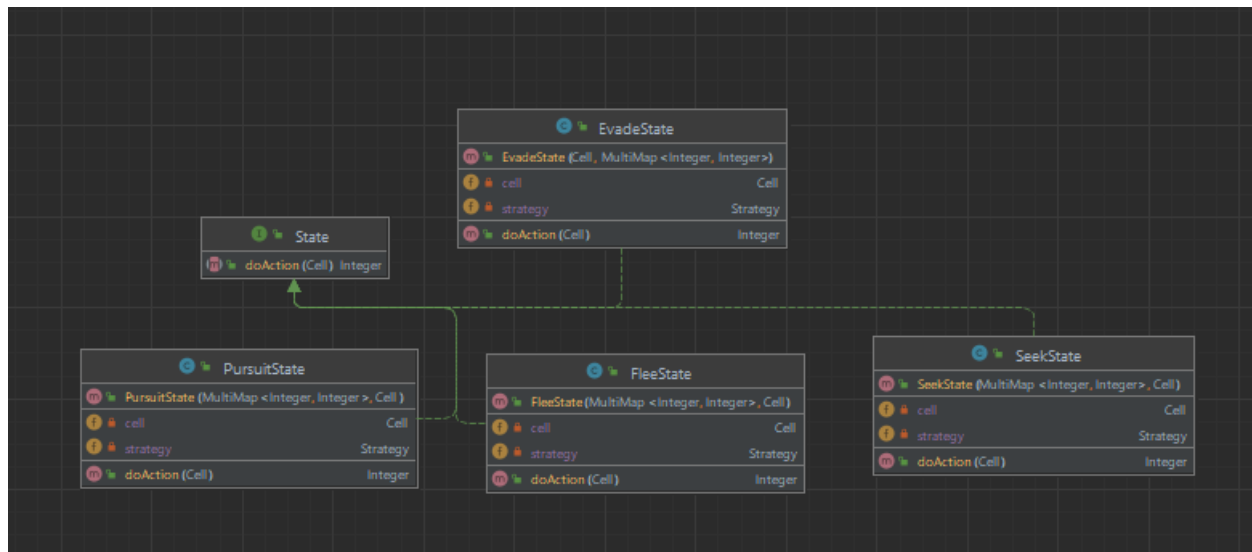 EvadeState
EvadeState (Cell, MultiMap <Integer, Integer>)
cell Cell
strategy Strategy
doAction (Cell) Integer
State
doAction (Cell) Integer
PursuitState
PursuitState (MultiMap <Integer, Integer>, Cell)
cell Cell
strategy Strategy
doAction (Cell) Integer
FleeState
FleeState (MultiMap <Integer, Integer>, Cell)
cell Cell
strategy Strategy
doAction (Cell) Integer
SeekState
SeekState (MultiMap <Integer, Integer>, Cell)
cell Cell
strategy Strategy
doAction (Cell) Integer